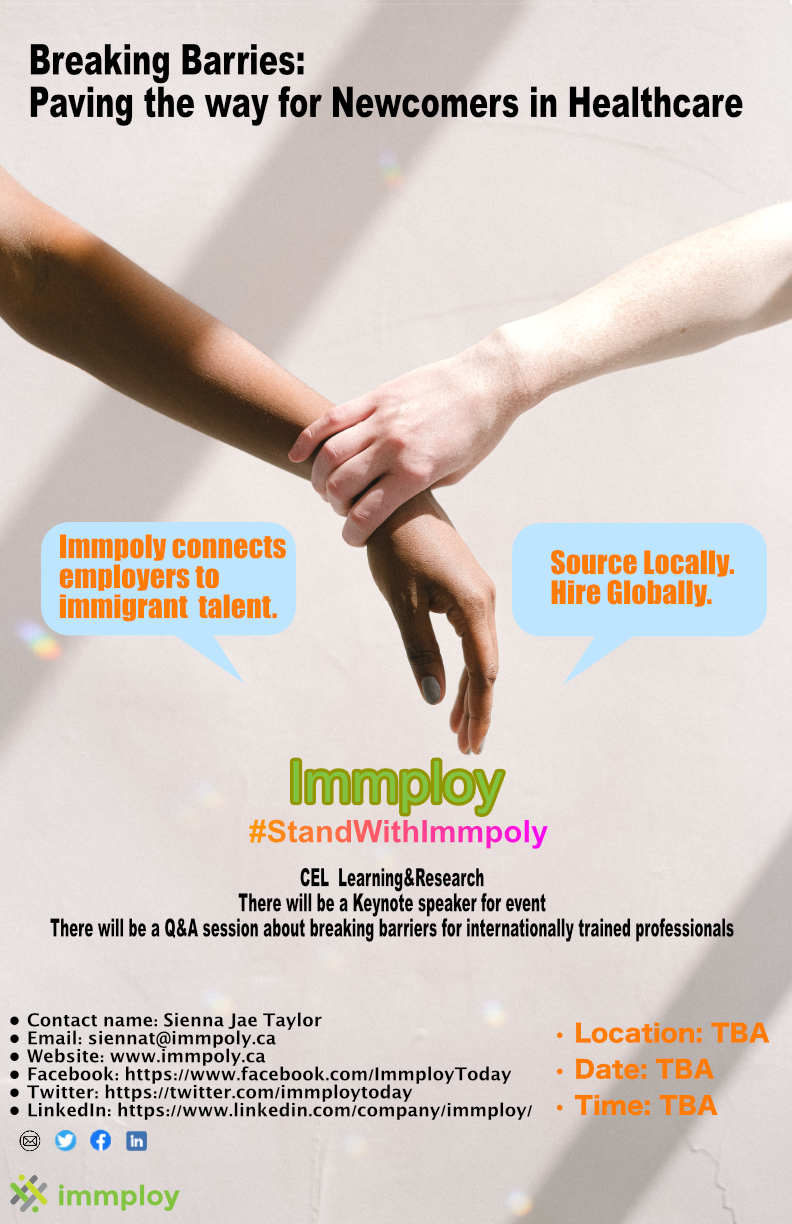 Breaking Barries:
Paving the way for Newcomers in Healthcare
Immpoly connects
employers to
immigrant talent.
Source Locally.
Hire Globally.
Immploy
#StandWithImmpoly
CEL Learning&Research
There will be a Keynote speaker for event
There will be a Q&A session about breaking barriers for internationally trained professionals
• Contact name: Sienna Jae Taylor
• Email: siennat@immpoly.ca
• Website: www.immpoly.ca
• Facebook: https://www.facebook.com/ImmployToday
• Twitter: https://twitter.com/immploytoday
• LinkedIn: https://www.linkedin.com/company/immploy/
• Location: TBA
• Date: TBA
• Time: TBA
immploy